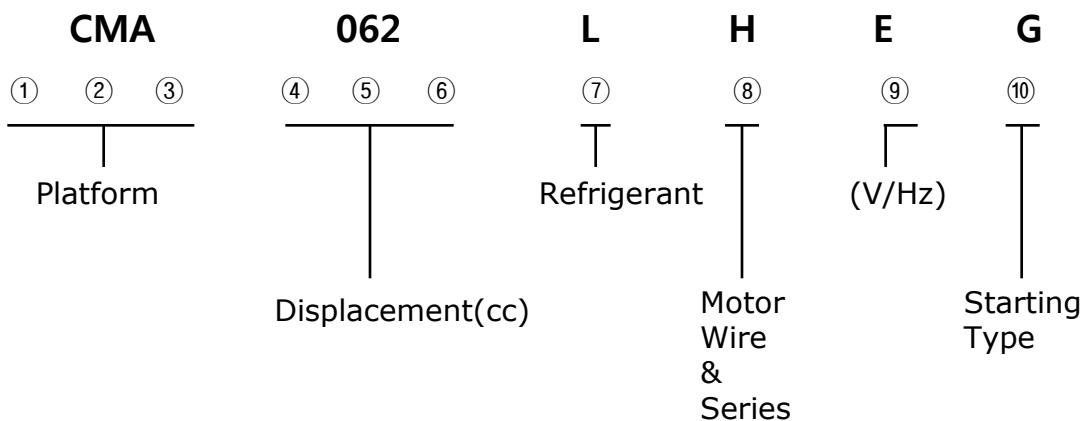 CMA 062 L H E G
① ② ③ ④ ⑤ ⑥ ⑦ ⑧ ⑨ ⑩
Platform
Refrigerant
(V/Hz)
Displacement(cc)
Motor
Wire
&
Series
Starting
Type